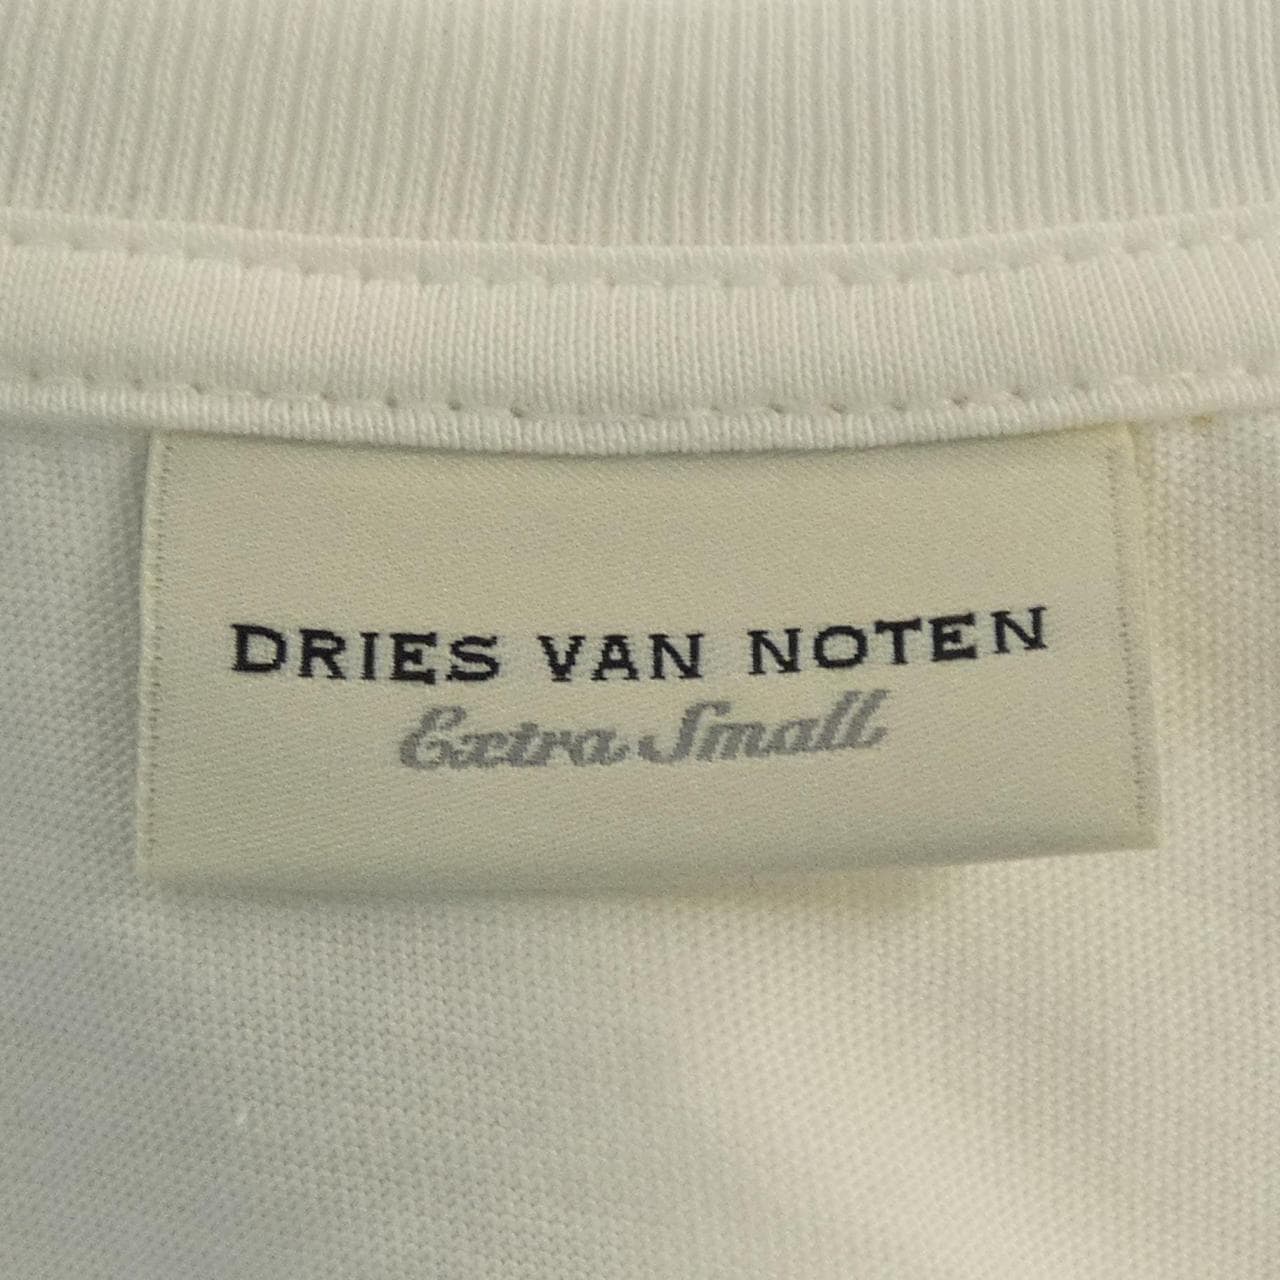 DRIES VAN NOTEN
Extra Small